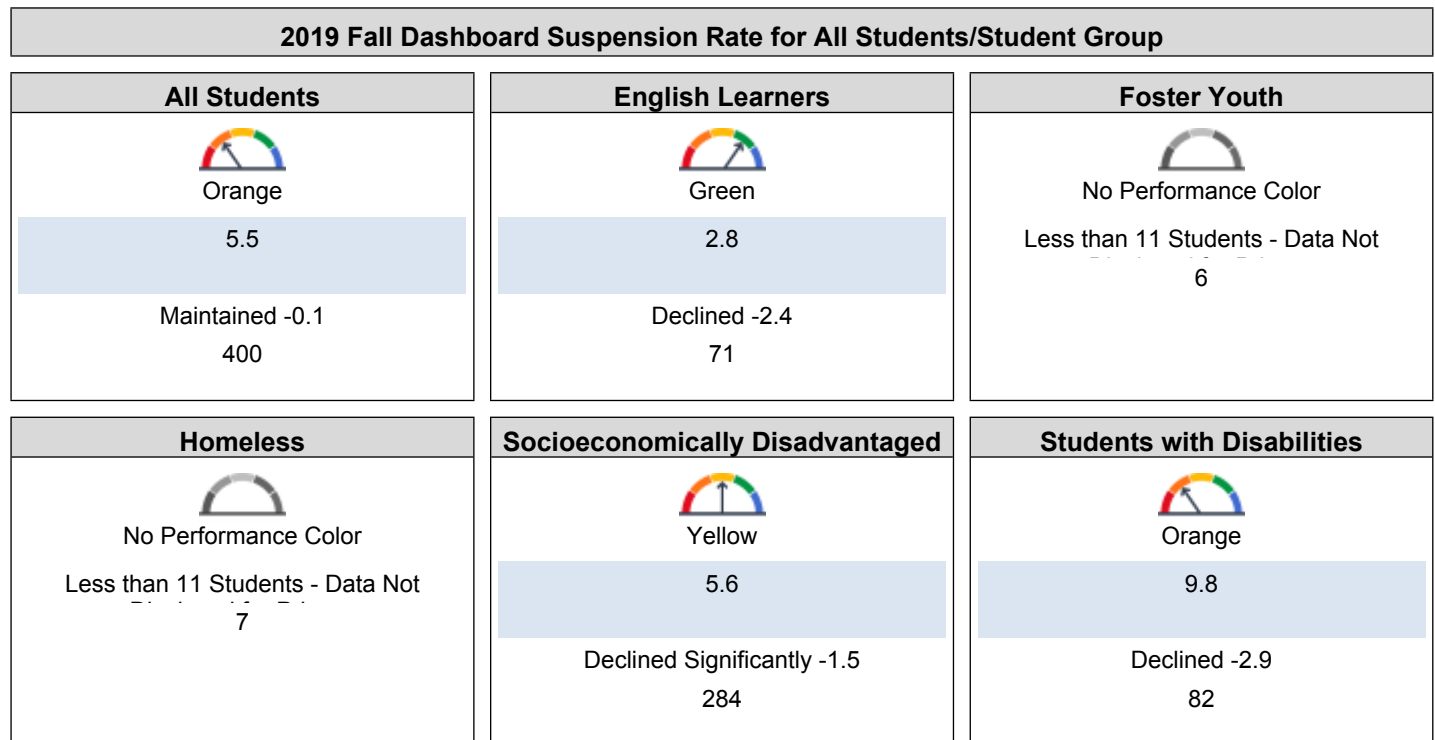 2019 Fall Dashboard Suspension Rate for All Students/Student Group
All Students
Orange
5.5
Maintained -0.1
400
English Learners
Green
2.8
Declined -2.4
71
Foster Youth
No Performance Color
Less than 11 Students - Data Not
6
Homeless
No Performance Color
Less than 11 Students - Data Not
7
Socioeconomically Disadvantaged
Yellow
5.6
Declined Significantly -1.5
284
Students with Disabilities
Orange
9.8
Declined -2.9
82